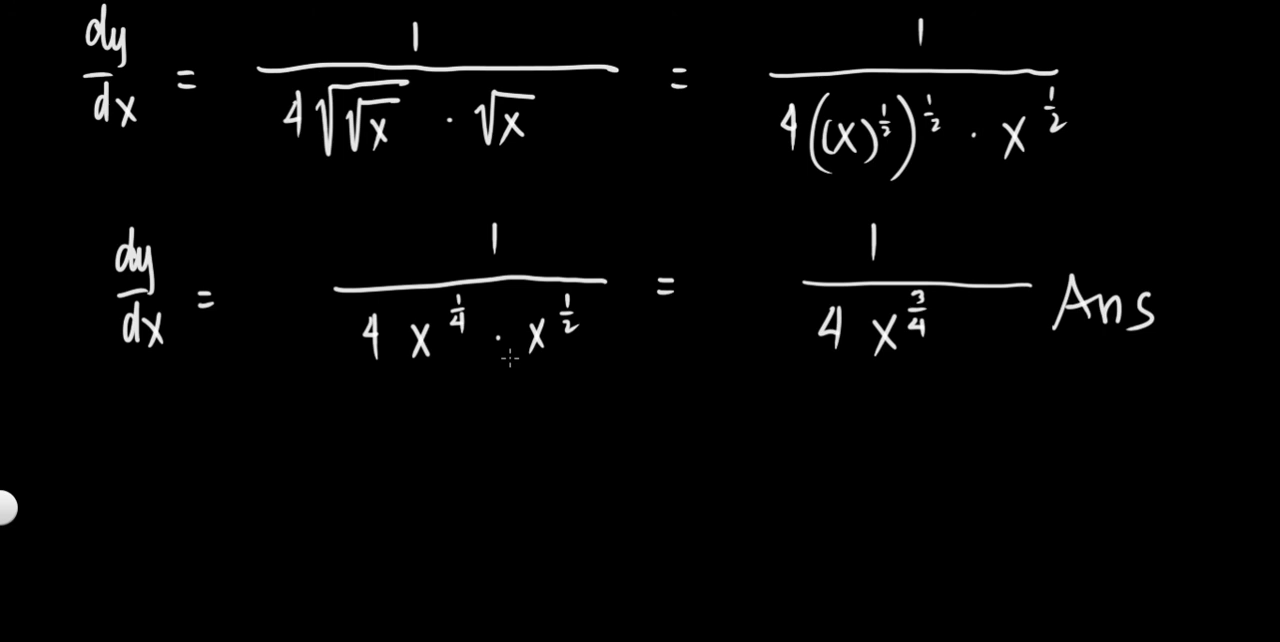 dy/dx = 1/(4√(√x) · √x) = 1/(4((x)^(1/2))^(1/2) · x^(1/2))
dy/dx = 1/(4 x^(1/4) · x^(1/2)) = 1/(4 x^(3/4)) Ans